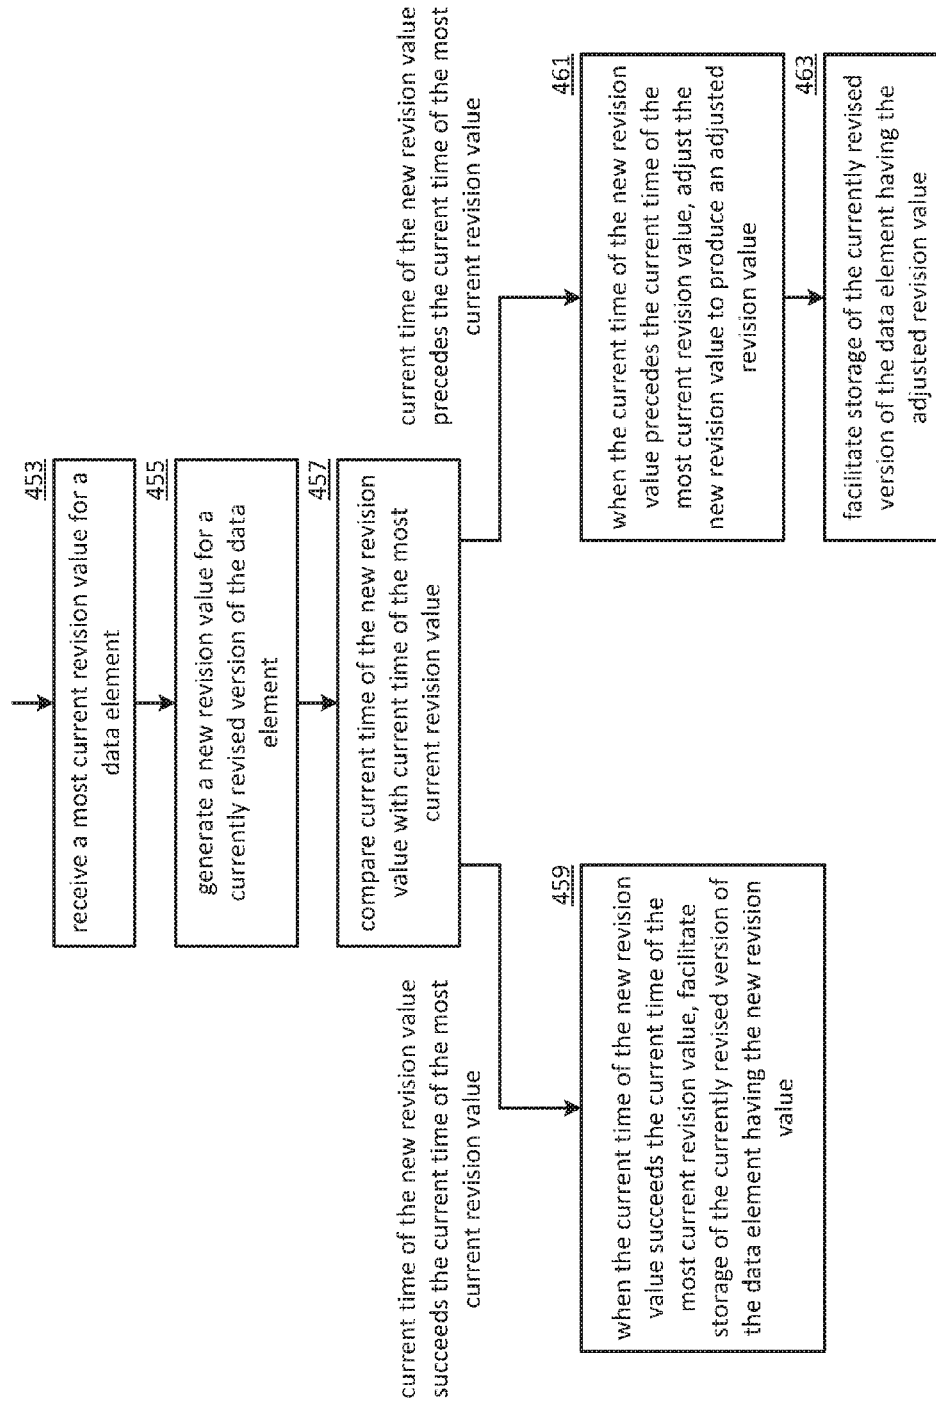 453
receive a most current revision value for a
data element
455
generate a new revision value for a
currently revised version of the data
element
457
compare current time of the new revision
value with current time of the most
current revision value
current time of the new revision value
succeeds the current time of the most
current revision value
current time of the new revision value
precedes the current time of the most
current revision value
459
when the current time of the new revision
value succeeds the current time of the
most current revision value, facilitate
storage of the currently revised version of
the data element having the new revision
value
461
when the current time of the new revision
value precedes the current time of the
most current revision value, adjust the
new revision value to produce an adjusted
revision value
463
facilitate storage of the currently revised
version of the data element having the
adjusted revision value